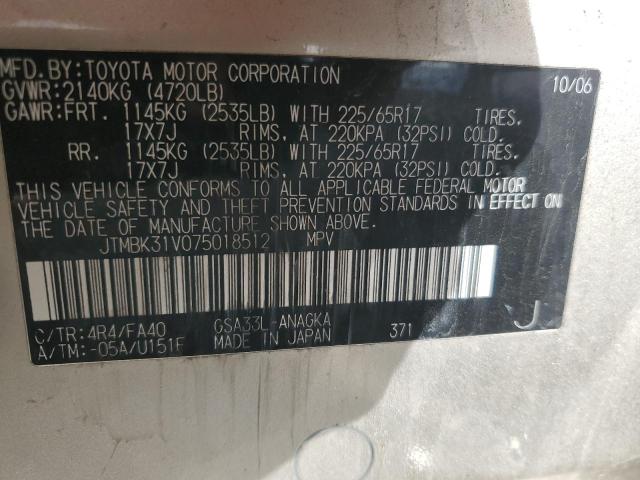 MFD.BY:TOYOTA MOTOR CORPORATION 10/06
GVWR:2140KG (4720LB)
GAWR:FRT. 1145KG (2535LB) WITH 225/65R17 TIRES.
17X7J RIMS, AT 220KPA (32PSI) COLD.
RR. 1145KG (2535LB) WITH 225/65R17 TIRES.
17X7J RIMS, AT 220KPA (32PSI) COLD.
THIS VEHICLE CONFORMS TO ALL APPLICABLE FEDERAL MOTOR
VEHICLE SAFETY AND THEFT PREVENTION STANDARDS IN EFFECT ON
THE DATE OF MANUFACTURE SHOWN ABOVE.
JTMBK31V075018512 MPV
C/TR:4R4/FA40 GSA33L-ANAGKA 371 J
A/TM:-05A/U151F MADE IN JAPAN